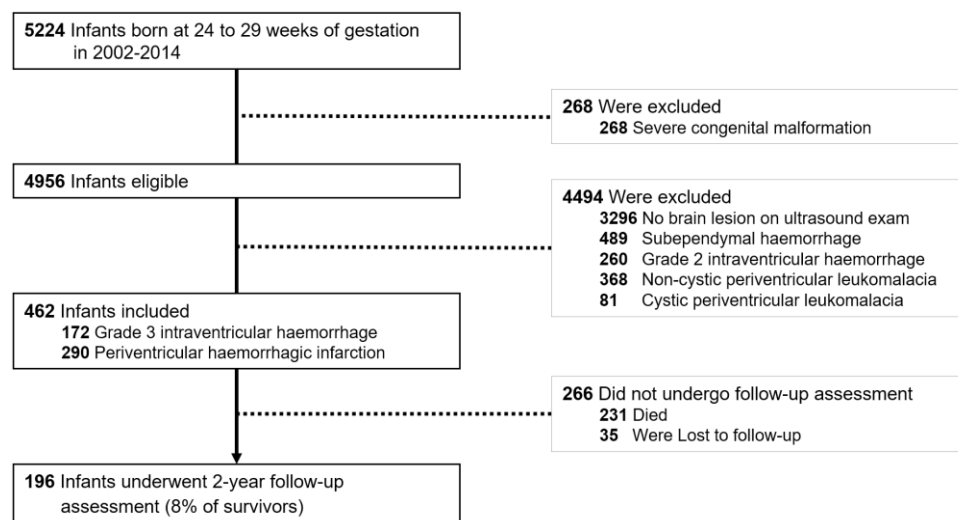 5224 Infants born at 24 to 29 weeks of gestation
in 2002-2014
268 Were excluded
268 Severe congenital malformation
4956 Infants eligible
4494 Were excluded
3296 No brain lesion on ultrasound exam
489 Subependymal haemorrhage
260 Grade 2 intraventricular haemorrhage
368 Non-cystic periventricular leukomalacia
81 Cystic periventricular leukomalacia
462 Infants included
172 Grade 3 intraventricular haemorrhage
290 Periventricular haemorrhagic infarction
266 Did not undergo follow-up assessment
231 Died
35 Were Lost to follow-up
196 Infants underwent 2-year follow-up
assessment (8% of survivors)